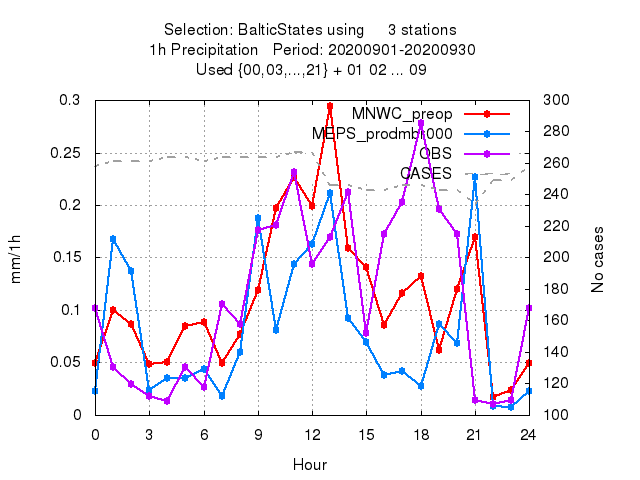 Selection: BalticStates using 3 stations
1h Precipitation Period: 20200901-20200930
Used {00,03,...,21} + 01 02 ... 09
MNWC_preop
MEPS_prodmbr000
OBS
CASES
mm/1h
0.3
0.25
0.2
0.15
0.1
0.05
0
300
280
260
240
220
200
180
160
140
120
100
No cases
0 3 6 9 12 15 18 21 24
Hour